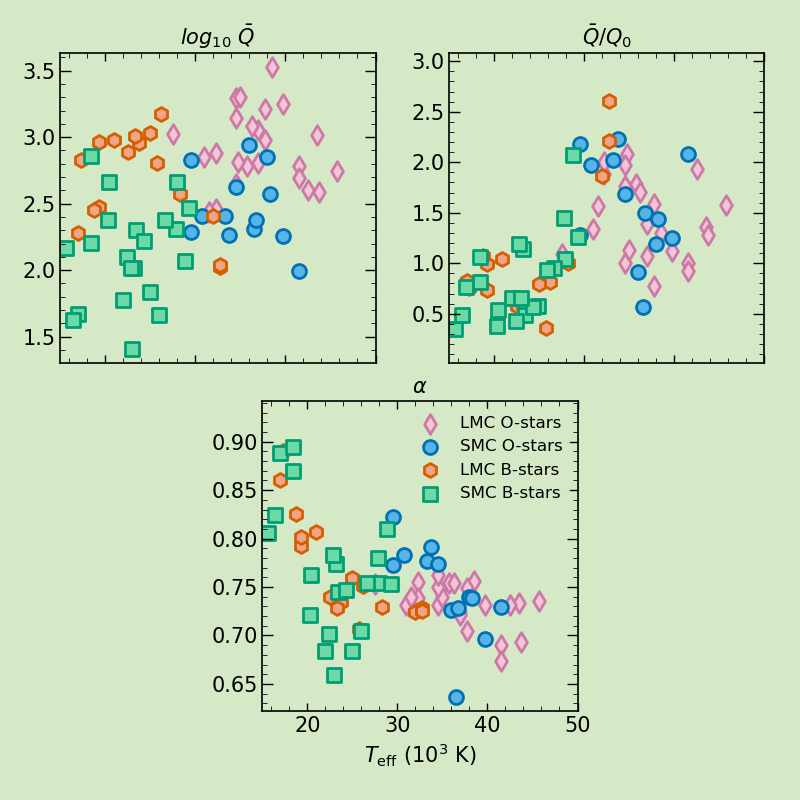 log₁₀ Q̄
Q̄/Q₀
3.5
3.0
2.5
2.0
1.5
3.0
2.5
2.0
1.5
1.0
0.5
α
0.90
0.85
0.80
0.75
0.70
0.65
LMC O-stars
SMC O-stars
LMC B-stars
SMC B-stars
20 30 40 50
T_eff (10³ K)